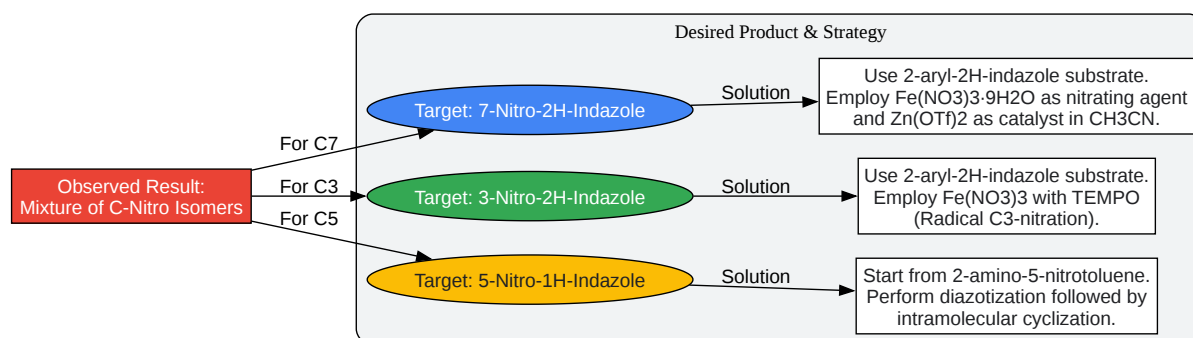 Desired Product & Strategy
Observed Result:
Mixture of C-Nitro Isomers
For C7
Target: 7-Nitro-2H-Indazole
Solution
Use 2-aryl-2H-indazole substrate.
Employ Fe(NO3)3·9H2O as nitrating agent
and Zn(OTf)2 as catalyst in CH3CN.
For C3
Target: 3-Nitro-2H-Indazole
Solution
Use 2-aryl-2H-indazole substrate.
Employ Fe(NO3)3 with TEMPO
(Radical C3-nitration).
For C5
Target: 5-Nitro-1H-Indazole
Solution
Start from 2-amino-5-nitrotoluene.
Perform diazotization followed by
intramolecular cyclization.